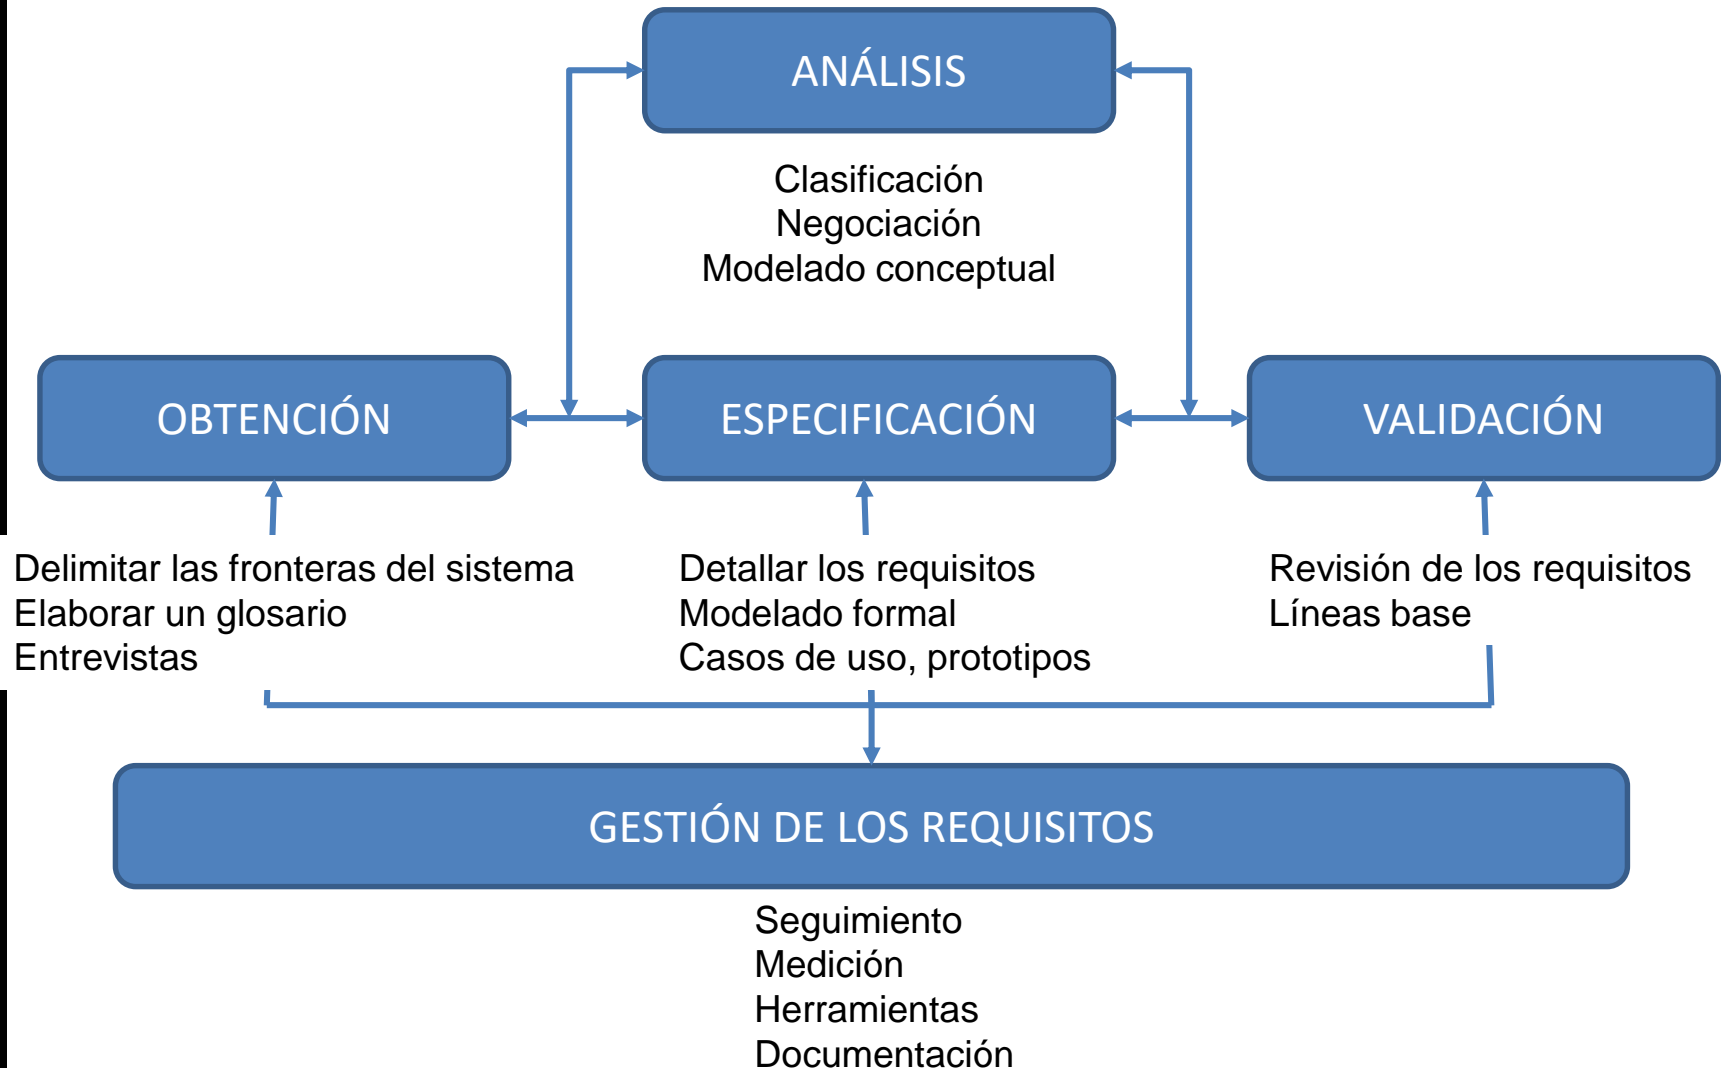 ANÁLISIS
Clasificación
Negociación
Modelado conceptual
OBTENCIÓN
ESPECIFICACIÓN
VALIDACIÓN
Delimitar las fronteras del sistema
Elaborar un glosario
Entrevistas
Detallar los requisitos
Modelado formal
Casos de uso, prototipos
Revisión de los requisitos
Líneas base
GESTIÓN DE LOS REQUISITOS
Seguimiento
Medición
Herramientas
Documentación